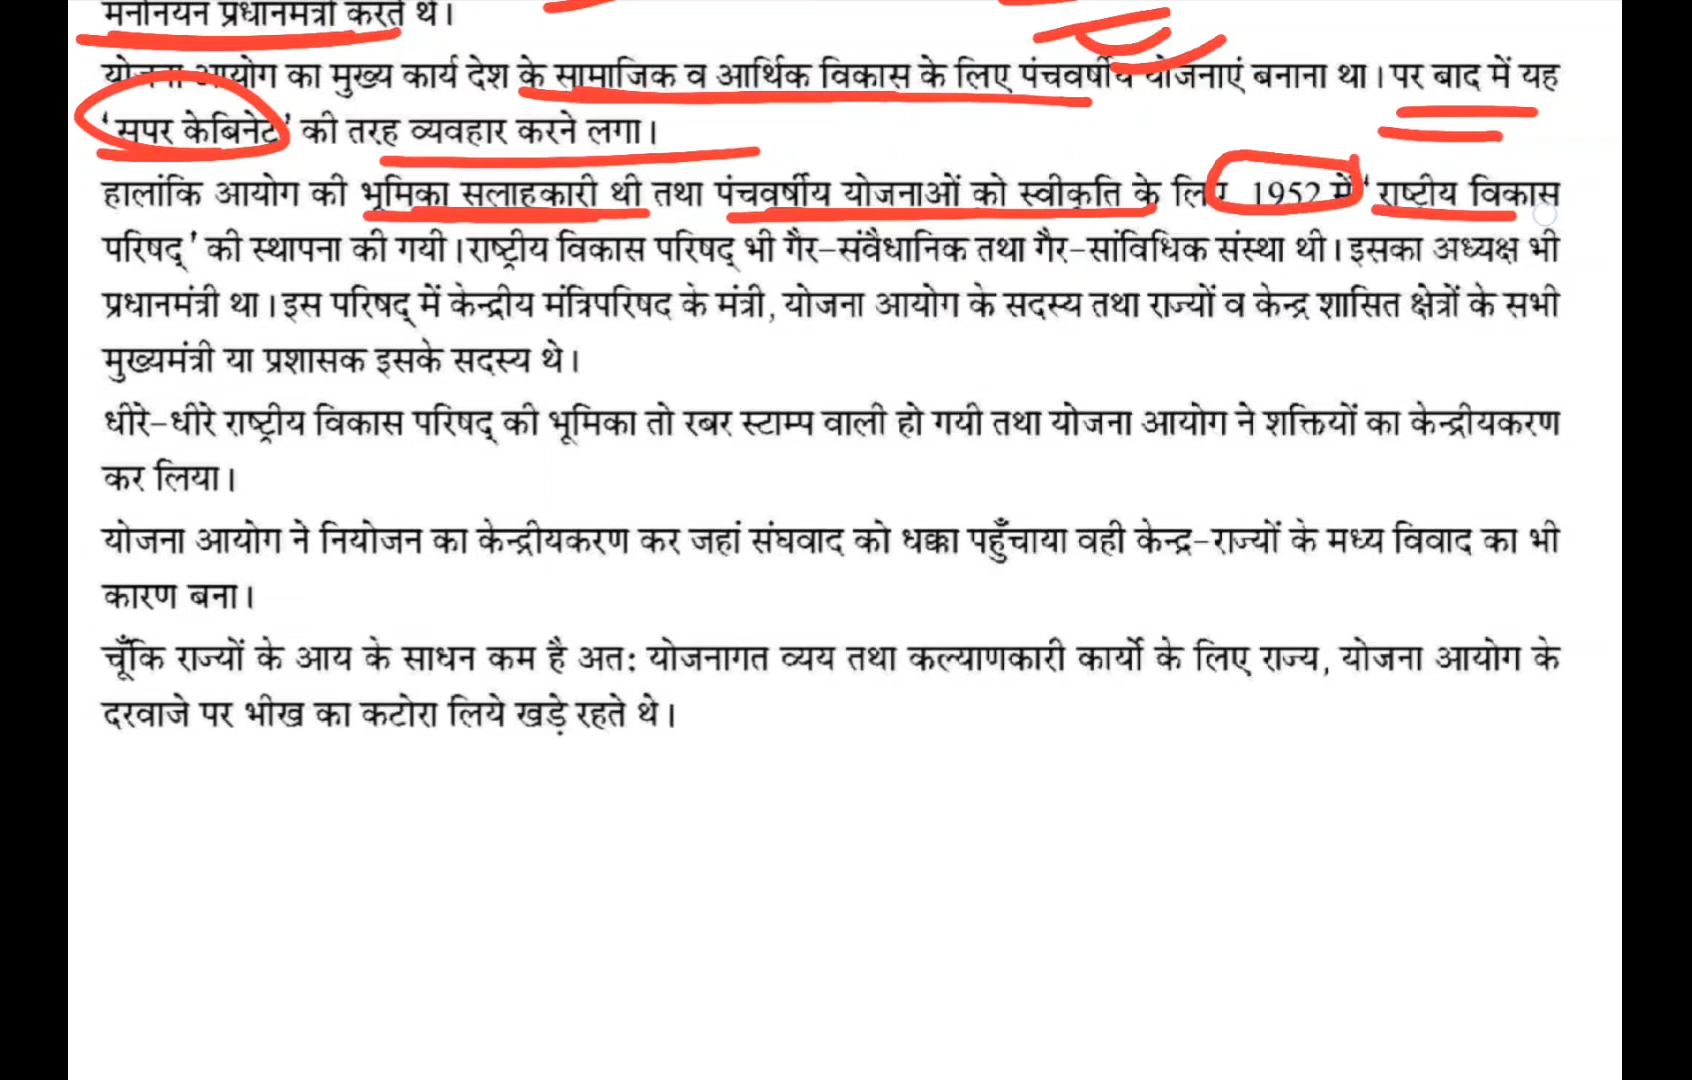 मनोनयन प्रधानमंत्री करते थे।
योजना आयोग का मुख्य कार्य देश के सामाजिक व आर्थिक विकास के लिए पंचवर्षीय योजनाएं बनाना था। पर बाद में यह
'सुपर केबिनेट' की तरह व्यवहार करने लगा।
हालांकि आयोग की भूमिका सलाहकारी थी तथा पंचवर्षीय योजनाओं को स्वीकृति के लिए 1952 में 'राष्ट्रीय विकास
परिषद्' की स्थापना की गयी। राष्ट्रीय विकास परिषद् भी गैर-संवैधानिक तथा गैर-सांविधिक संस्था थी। इसका अध्यक्ष भी
प्रधानमंत्री था। इस परिषद् में केन्द्रीय मंत्रिपरिषद के मंत्री, योजना आयोग के सदस्य तथा राज्यों व केन्द्र शासित क्षेत्रों के सभी
मुख्यमंत्री या प्रशासक इसके सदस्य थे।
धीरे-धीरे राष्ट्रीय विकास परिषद् की भूमिका तो रबर स्टाम्प वाली हो गयी तथा योजना आयोग ने शक्तियों का केन्द्रीयकरण
कर लिया।
योजना आयोग ने नियोजन का केन्द्रीयकरण कर जहां संघवाद को धक्का पहुँचाया वही केन्द्र-राज्यों के मध्य विवाद का भी
कारण बना।
चूँकि राज्यों के आय के साधन कम है अतः योजनागत व्यय तथा कल्याणकारी कार्यो के लिए राज्य, योजना आयोग के
दरवाजे पर भीख का कटोरा लिये खड़े रहते थे।